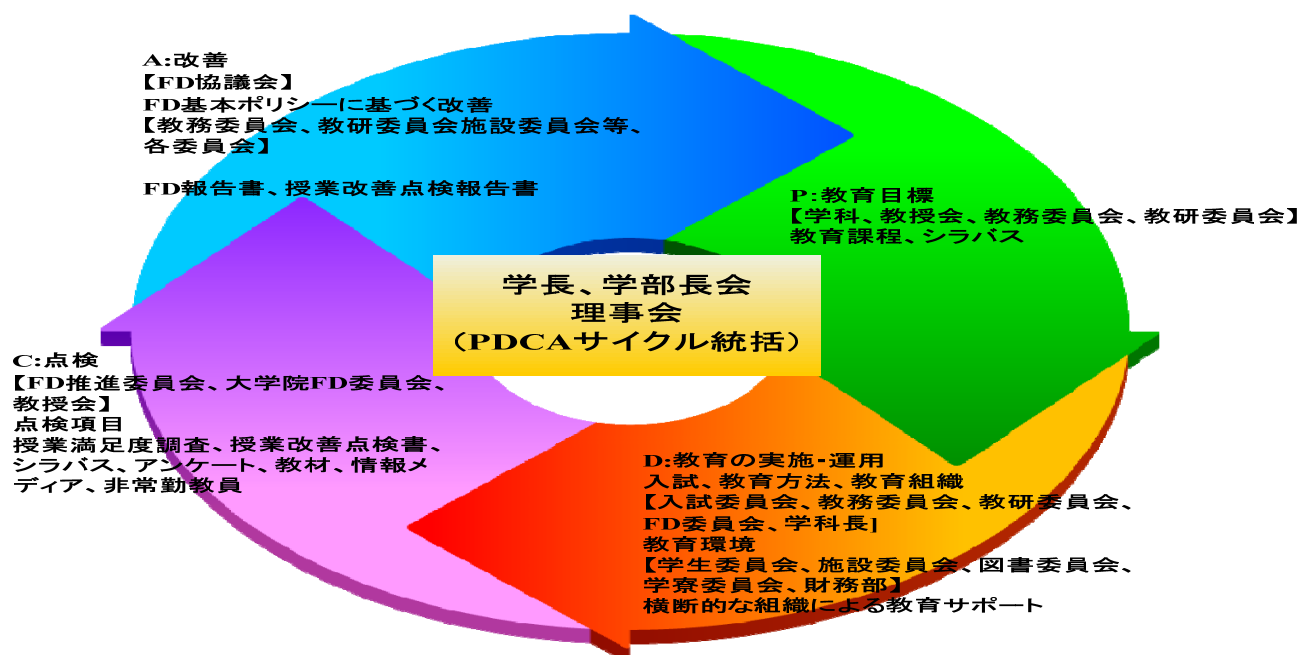 A:改善
【FD協議会】
FD基本ポリシーに基づく改善
【教務委員会、教研委員会施設委員会等、
各委員会】
FD報告書、授業改善点検報告書
P:教育目標
【学科、教授会、教務委員会、教研委員会】
教育課程、シラバス
学長、学部長会
理事会
（PDCAサイクル統括）
C:点検
【FD推進委員会、大学院FD委員会、
教授会】
点検項目
授業満足度調査、授業改善点検書、
シラバス、アンケート、教材、情報メ
ディア、非常勤教員
D:教育の実施-運用
入試、教育方法、教育組織
【入試委員会、教務委員会、教研委員会、
FD委員会、学科長]
教育環境
【学生委員会、施設委員会、図書委員会、
学寮委員会、財務部】
横断的な組織による教育サポート